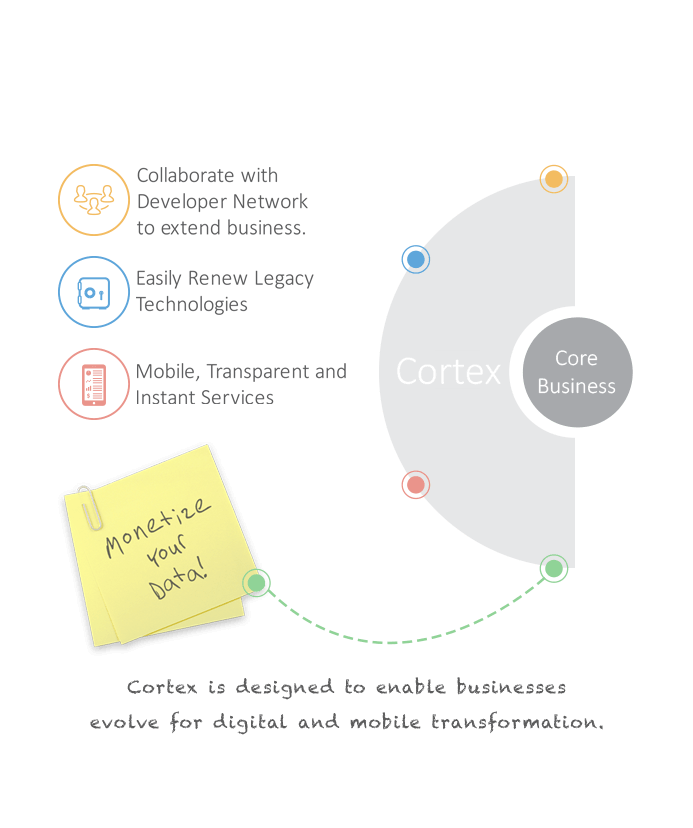 Collaborate with
Developer Network
to extend business.
Easily Renew Legacy
Technologies
Mobile, Transparent and
Instant Services
Cortex
Core
Business
Monetize
your
Data!
Cortex is designed to enable businesses
evolve for digital and mobile transformation.